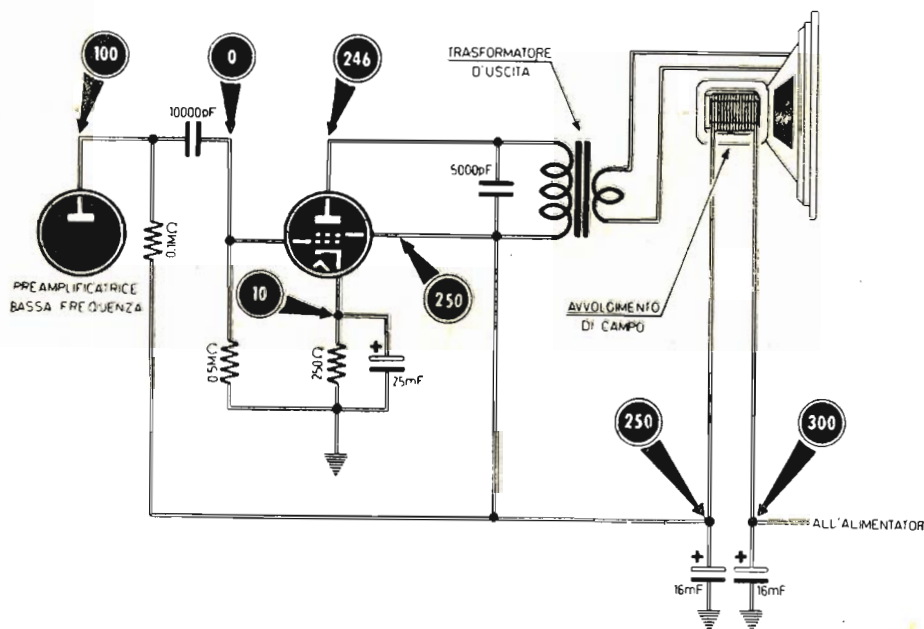 100
0
246
TRASFORMATORE
D'USCITA
10000pF
5000pF
0.1MΩ
PREAMPLIFICATRICE
BASSA FREQUENZA
10
250
AVVOLGIMENTO
DI CAMPO
0.5MΩ
250Ω
+
25mF
250
300
ALL'ALIMENTATOR
+
16mF
+
16mF